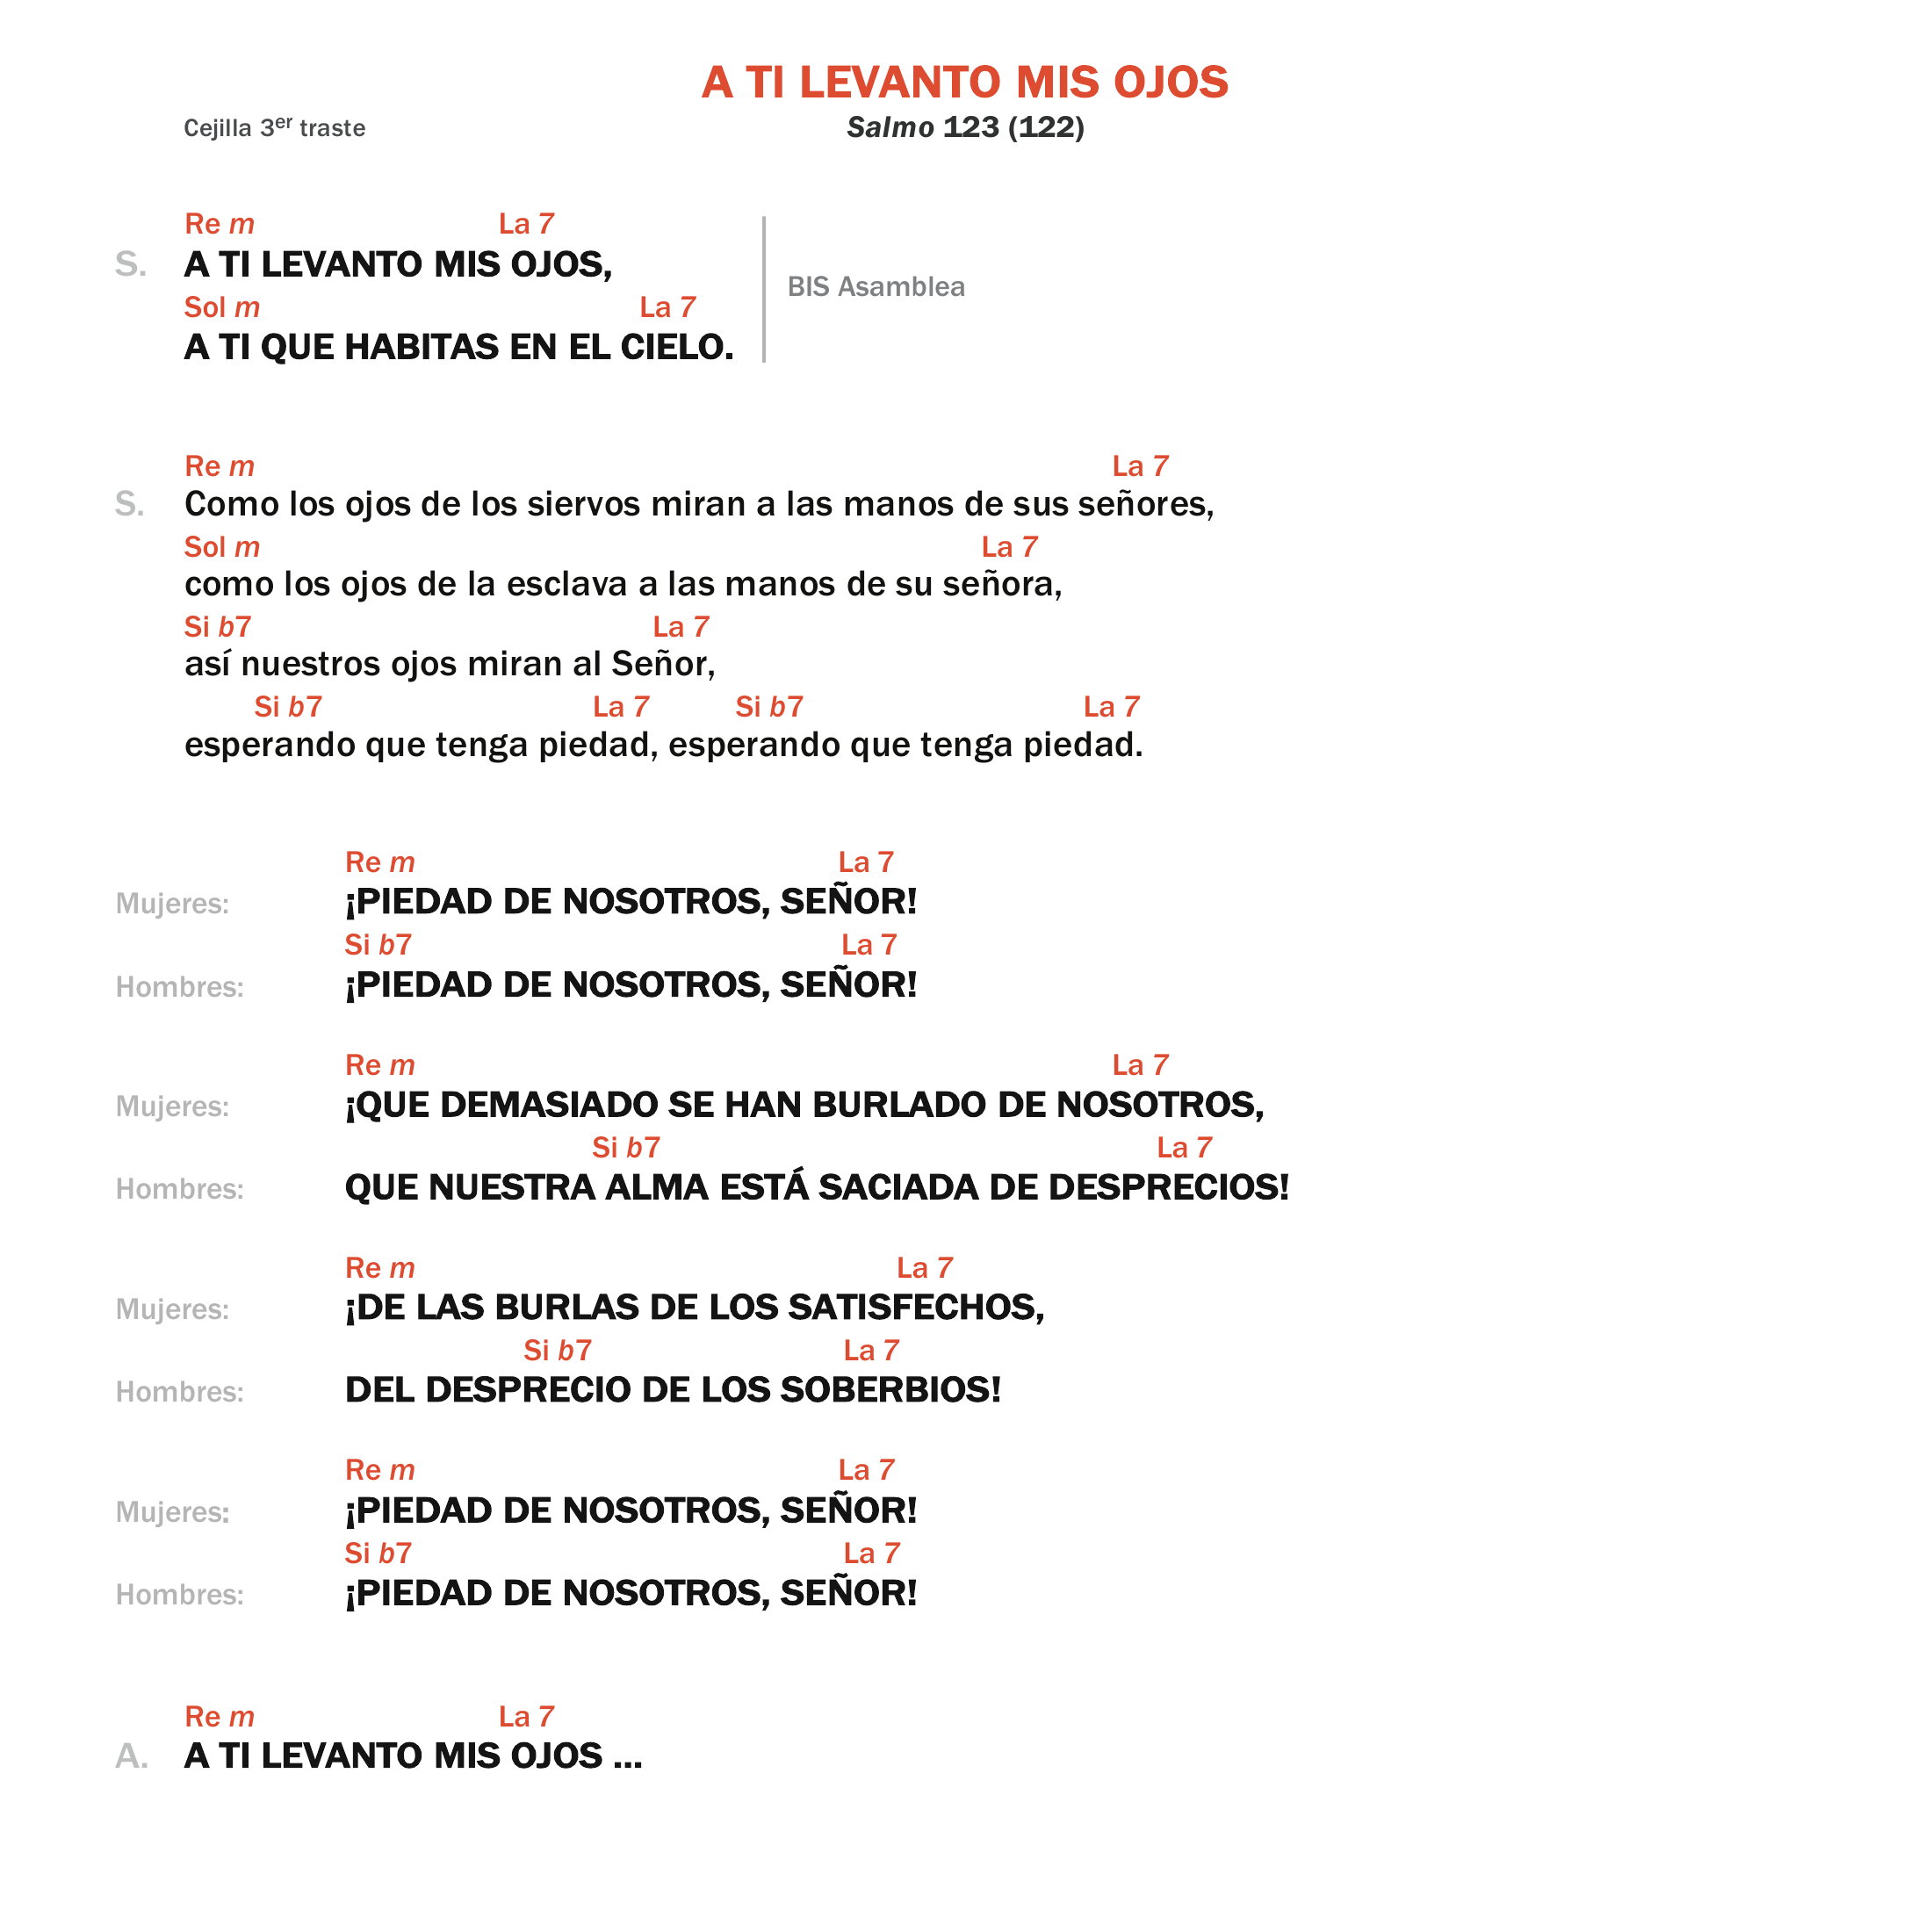 A TI LEVANTO MIS OJOS
Cejilla 3er traste
Salmo 123 (122)
Re m La 7
S. A TI LEVANTO MIS OJOS,
Sol m La 7
A TI QUE HABITAS EN EL CIELO.
BIS Asamblea
Re m La 7
S. Como los ojos de los siervos miran a las manos de sus señores,
Sol m La 7
como los ojos de la esclava a las manos de su señora,
Si b7 La 7
así nuestros ojos miran al Señor,
Si b7 La 7 Si b7 La 7
esperando que tenga piedad, esperando que tenga piedad.
Re m La 7
Mujeres: ¡PIEDAD DE NOSOTROS, SEÑOR!
Si b7 La 7
Hombres: ¡PIEDAD DE NOSOTROS, SEÑOR!
Re m La 7
Mujeres: ¡QUE DEMASIADO SE HAN BURLADO DE NOSOTROS,
Si b7 La 7
Hombres: QUE NUESTRA ALMA ESTÁ SACIADA DE DESPRECIOS!
Re m La 7
Mujeres: ¡DE LAS BURLAS DE LOS SATISFECHOS,
Si b7 La 7
Hombres: DEL DESPRECIO DE LOS SOBERBIOS!
Re m La 7
Mujeres: ¡PIEDAD DE NOSOTROS, SEÑOR!
Si b7 La 7
Hombres: ¡PIEDAD DE NOSOTROS, SEÑOR!
Re m La 7
A. A TI LEVANTO MIS OJOS ...